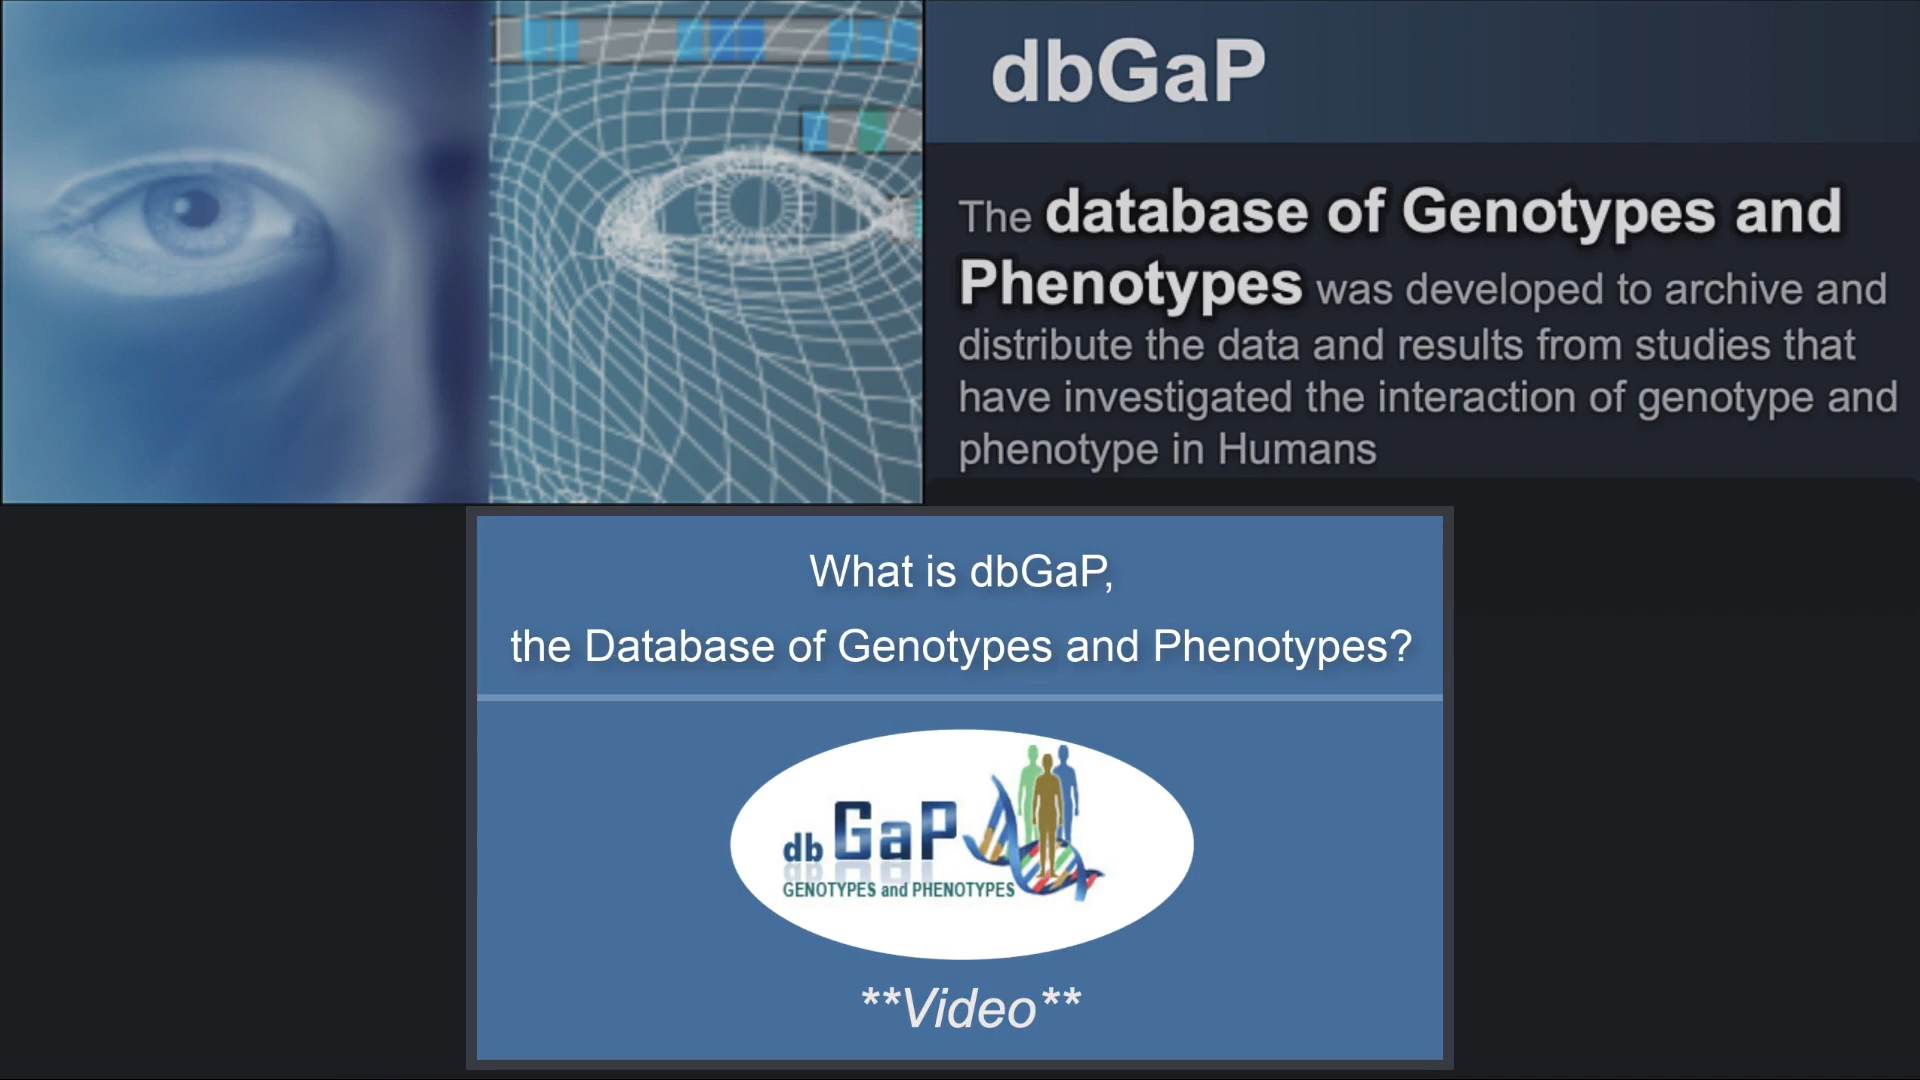 dbGaP
The database of Genotypes and
Phenotypes was developed to archive and
distribute the data and results from studies that
have investigated the interaction of genotype and
phenotype in Humans
What is dbGaP,
the Database of Genotypes and Phenotypes?
db GaP
GENOTYPES and PHENOTYPES
**Video**